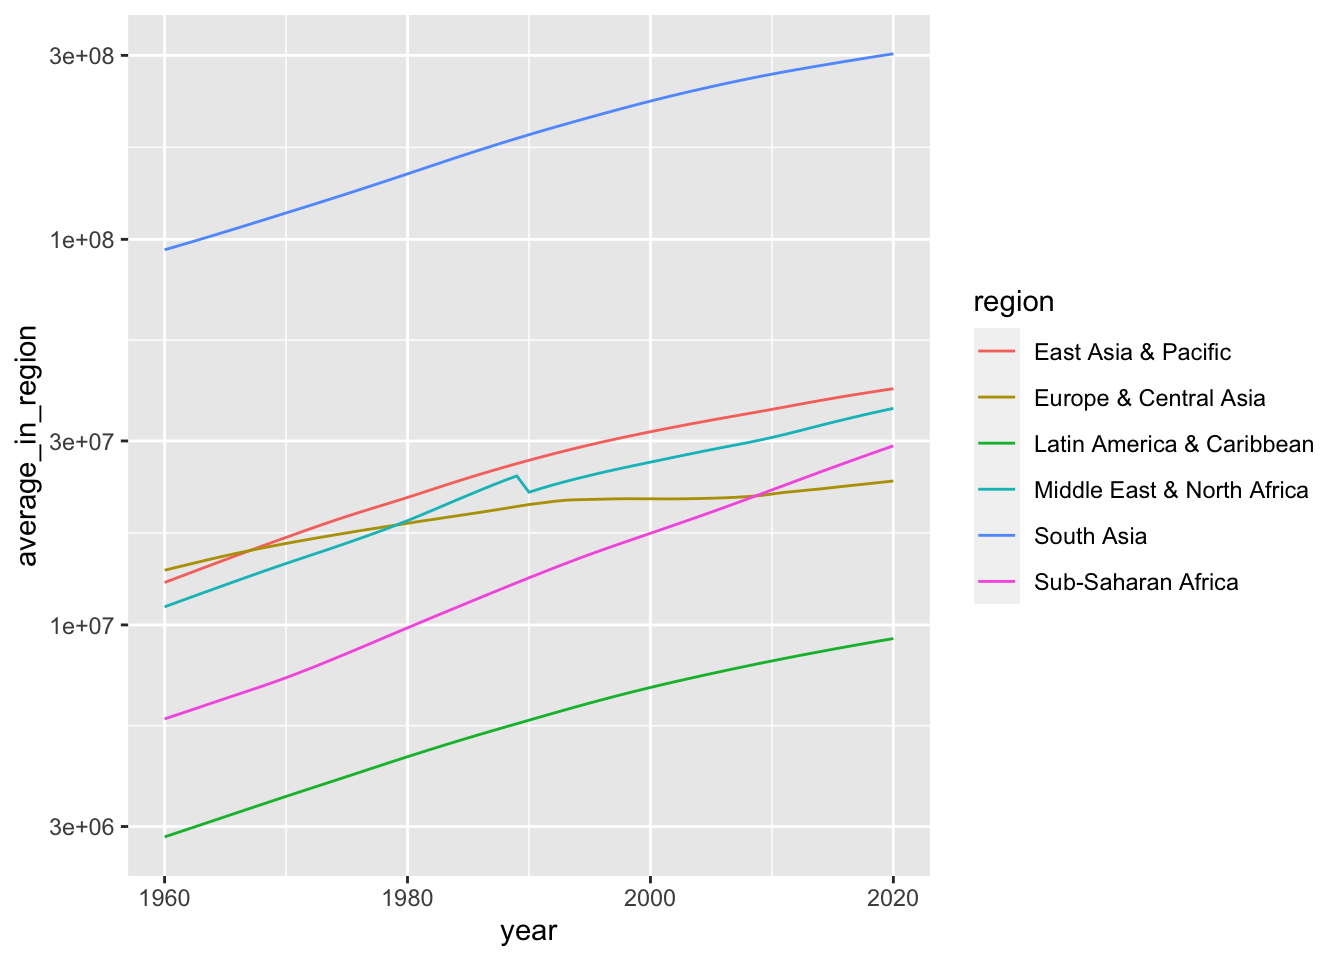 3e+08
1e+08
3e+07
1e+07
3e+06
average_in_region
1960
1980
2000
2020
year
region
East Asia & Pacific
Europe & Central Asia
Latin America & Caribbean
Middle East & North Africa
South Asia
Sub-Saharan Africa